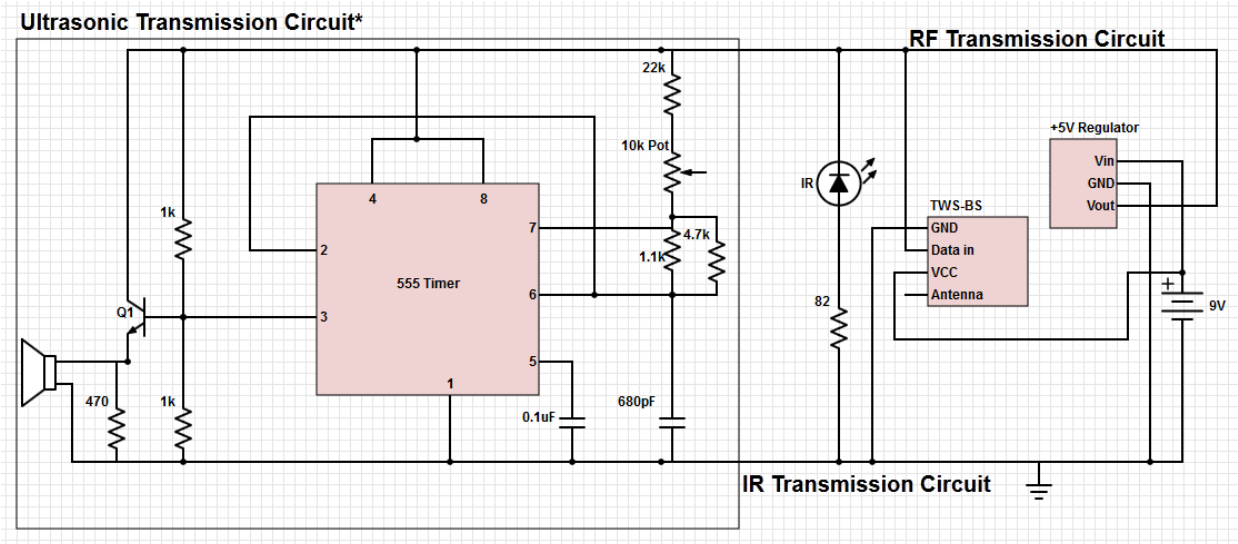 Ultrasonic Transmission Circuit*
RF Transmission Circuit
22k
10k Pot
+5V Regulator
Vin
GND
Vout
IR
4
8
1k
7
4.7k
1.1k
TWS-BS
GND
Data in
VCC
Antenna
2
555 Timer
6
Q1
3
82
+
9V
5
1
470
1k
0.1uF
680pF
IR Transmission Circuit